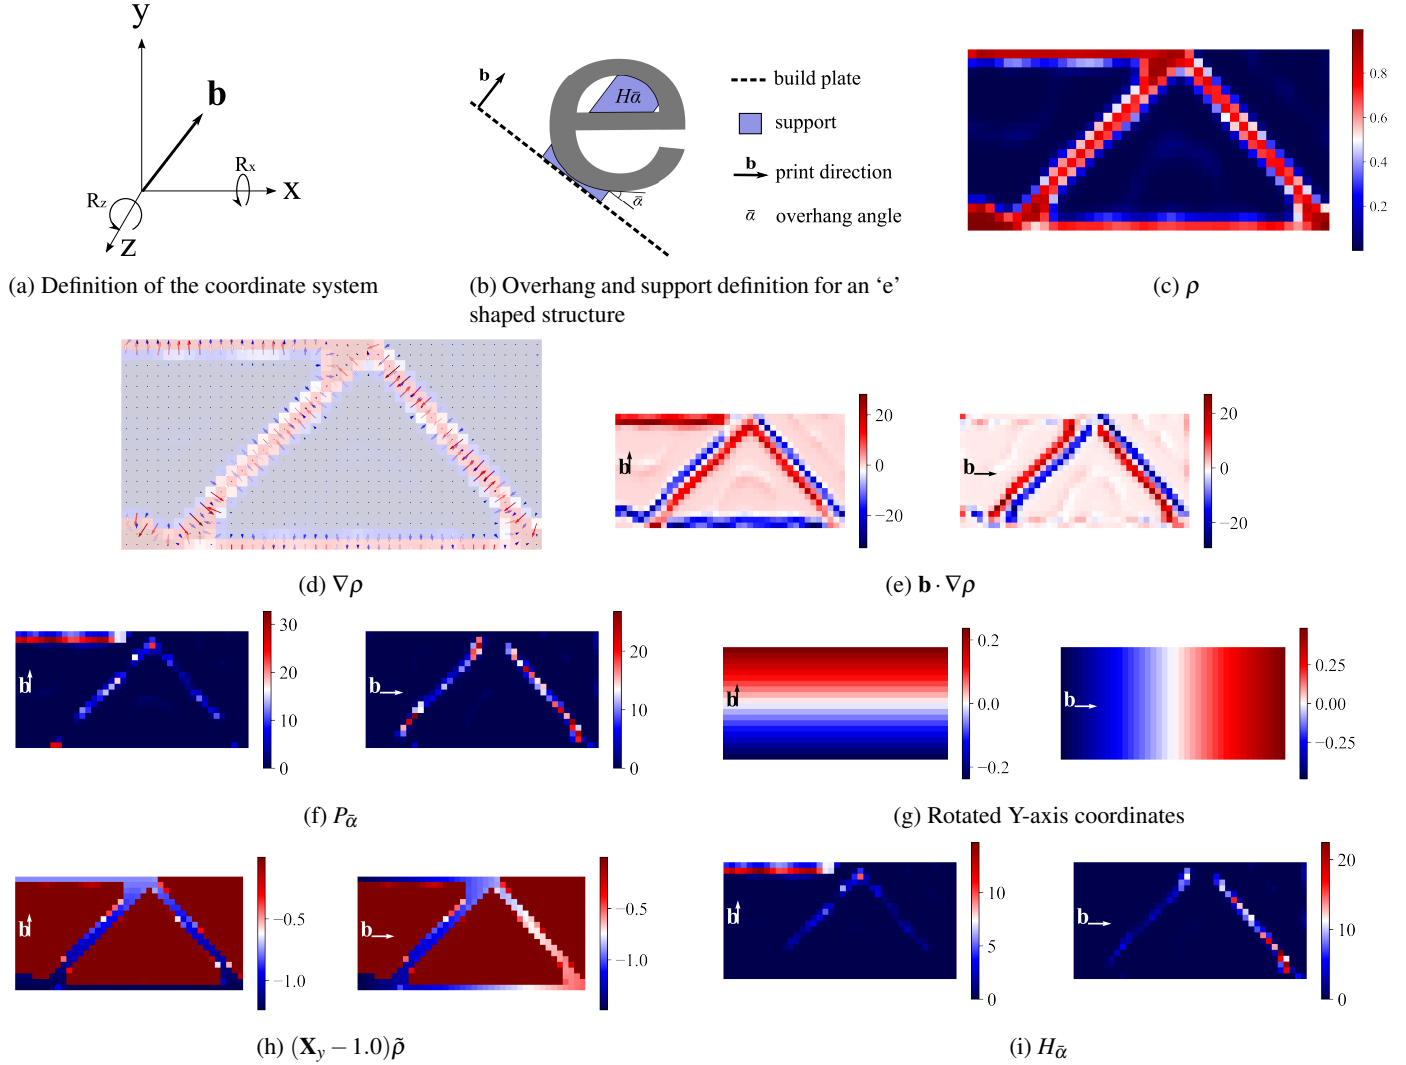 y
b
Rx
x
Rz
z
(a) Definition of the coordinate system
b
Hᾱ
ᾱ
build plate
support
b
print direction
ᾱ overhang angle
(b) Overhang and support definition for an ‘e’
shaped structure
0.8
0.6
0.4
0.2
(c) ρ
(d) ∇ρ
b
20
0
−20
b
20
0
−20
(e) b · ∇ρ
b
30
20
10
0
b
20
10
0
(f) Pᾱ
b
0.2
0.0
−0.2
b
0.25
0.00
−0.25
(g) Rotated Y-axis coordinates
b
−0.5
−1.0
b
−0.5
−1.0
(h) (Xy − 1.0)ρ̃
b
10
5
0
b
20
10
0
(i) Hᾱ